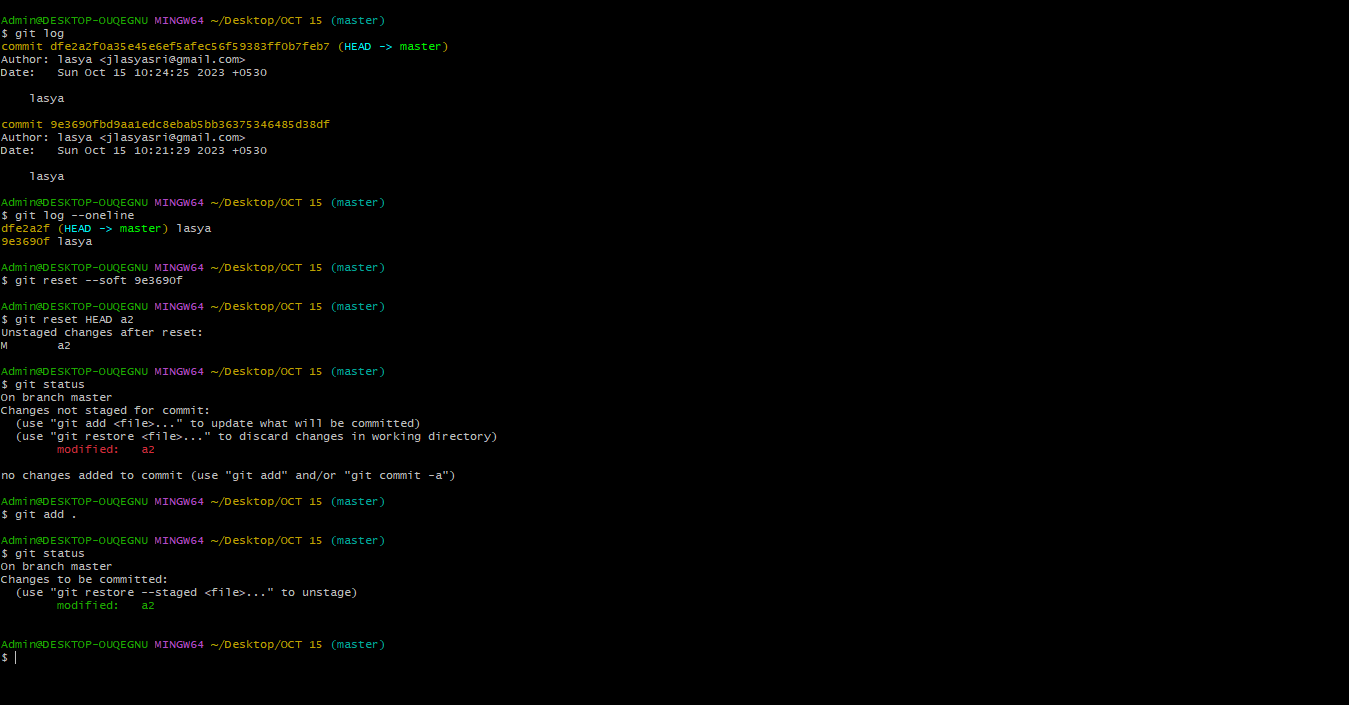 Admin@DESKTOP-OUQEGNU MINGW64 ~/Desktop/OCT 15 (master)
$ git log
commit dfe2a2f0a35e45e6ef5afec56f59383ff0b7feb7 (HEAD -> master)
Author: lasya <jlasyasri@gmail.com>
Date:   Sun Oct 15 10:24:25 2023 +0530

    lasya

commit 9e3690fbd9aa1edc8ebab5bb36375346485d38df
Author: lasya <jlasyasri@gmail.com>
Date:   Sun Oct 15 10:21:29 2023 +0530

    lasya

Admin@DESKTOP-OUQEGNU MINGW64 ~/Desktop/OCT 15 (master)
$ git log --oneline
dfe2a2f (HEAD -> master) lasya
9e3690f lasya

Admin@DESKTOP-OUQEGNU MINGW64 ~/Desktop/OCT 15 (master)
$ git reset --soft 9e3690f

Admin@DESKTOP-OUQEGNU MINGW64 ~/Desktop/OCT 15 (master)
$ git reset HEAD a2
Unstaged changes after reset:
M       a2

Admin@DESKTOP-OUQEGNU MINGW64 ~/Desktop/OCT 15 (master)
$ git status
On branch master
Changes not staged for commit:
  (use "git add <file>..." to update what will be committed)
  (use "git restore <file>..." to discard changes in working directory)
        modified:   a2

no changes added to commit (use "git add" and/or "git commit -a")

Admin@DESKTOP-OUQEGNU MINGW64 ~/Desktop/OCT 15 (master)
$ git add .

Admin@DESKTOP-OUQEGNU MINGW64 ~/Desktop/OCT 15 (master)
$ git status
On branch master
Changes to be committed:
  (use "git restore --staged <file>..." to unstage)
        modified:   a2


Admin@DESKTOP-OUQEGNU MINGW64 ~/Desktop/OCT 15 (master)
$